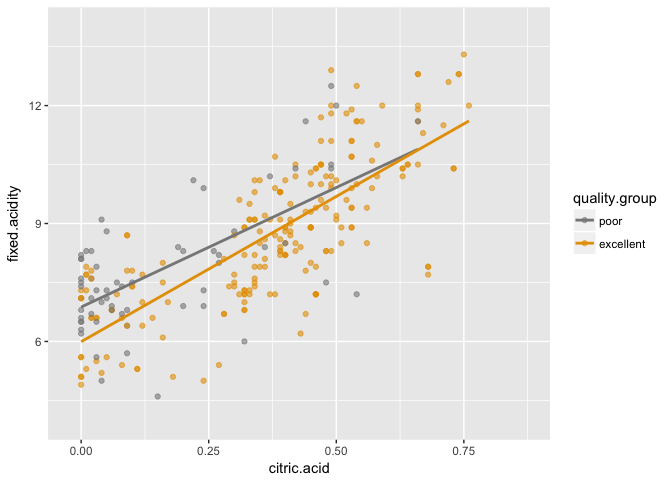 12
9
6
fixed.acidity
0.00
0.25
0.50
0.75
citric.acid
quality.group
poor
excellent